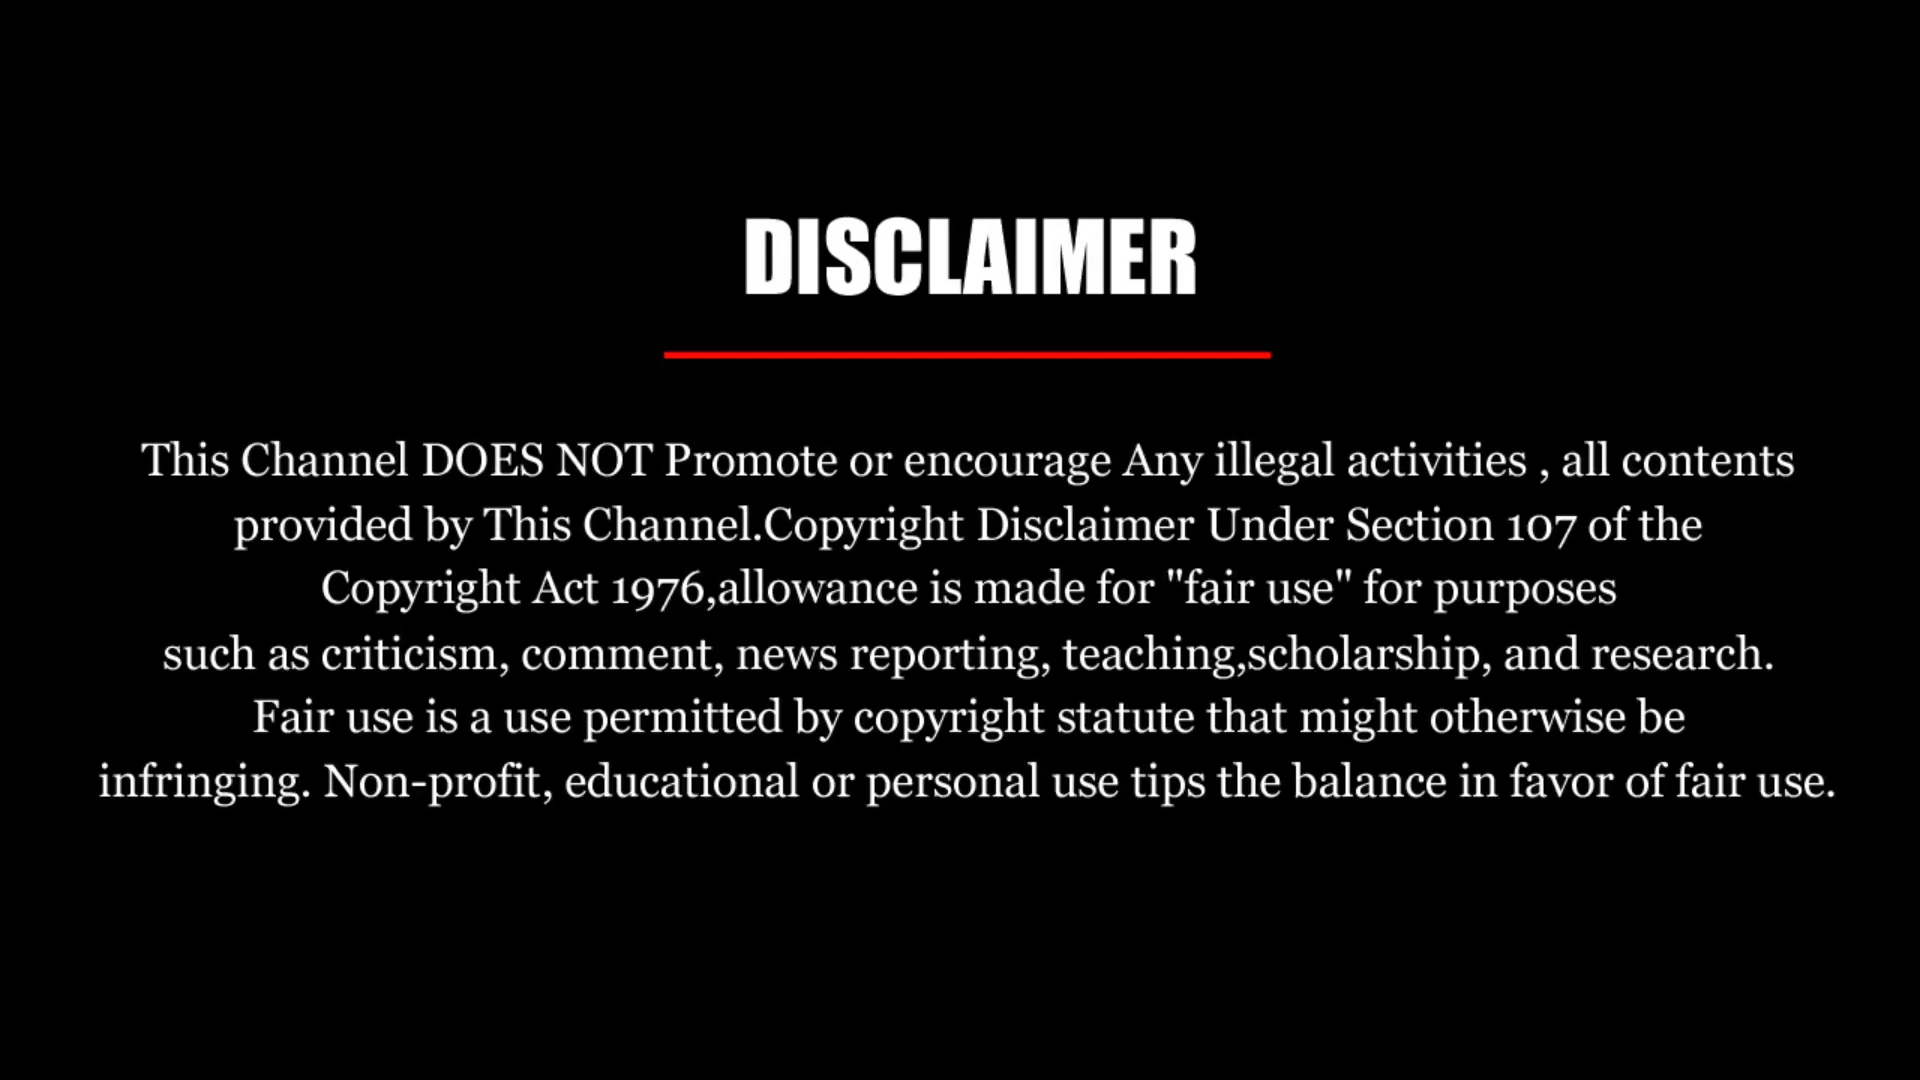 DISCLAIMER
This Channel DOES NOT Promote or encourage Any illegal activities , all contents
provided by This Channel.Copyright Disclaimer Under Section 107 of the
Copyright Act 1976,allowance is made for "fair use" for purposes
such as criticism, comment, news reporting, teaching,scholarship, and research.
Fair use is a use permitted by copyright statute that might otherwise be
infringing. Non-profit, educational or personal use tips the balance in favor of fair use.